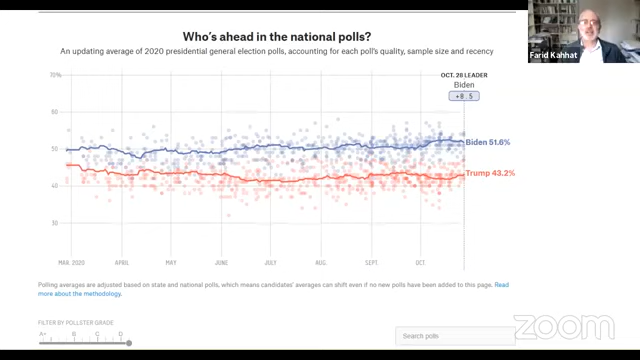 Who's ahead in the national polls?
An updating average of 2020 presidential general election polls, accounting for each poll's quality, sample size and recency
Farid Kahhat
70%
OCT. 28 LEADER
Biden
+8.5
60
50
Biden 51.6%
Trump 43.2%
40
30
MAR. 2020 APRIL MAY JUNE JULY AUG. SEPT. OCT.
Polling averages are adjusted based on state and national polls, which means candidates' averages can shift even if no new polls have been added to this page. Read
more about the methodology.
FILTER BY POLLSTER GRADE
A+ B C D
Search polls
zoom